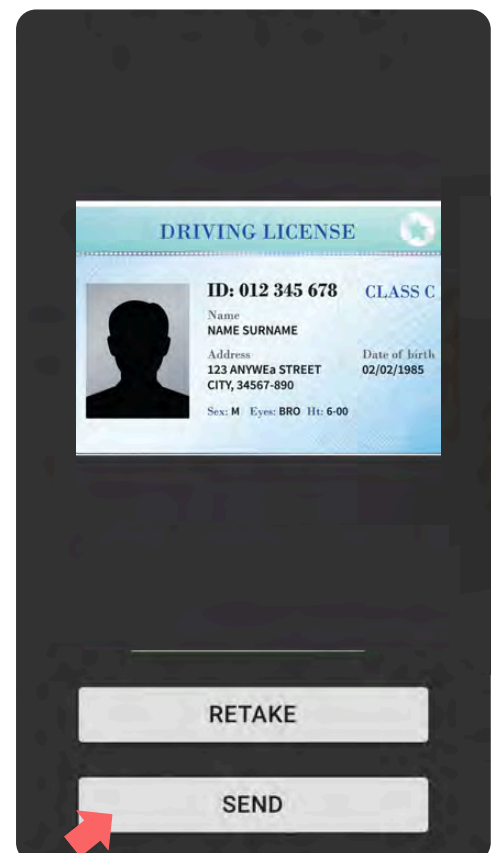 DRIVING LICENSE
ID: 012 345 678 CLASS C
Name
NAME SURNAME
Address Date of birth
123 ANYWEa STREET 02/02/1985
CITY, 34567-890
Sex: M Eyes: BRO Ht: 6-00
RETAKE
SEND